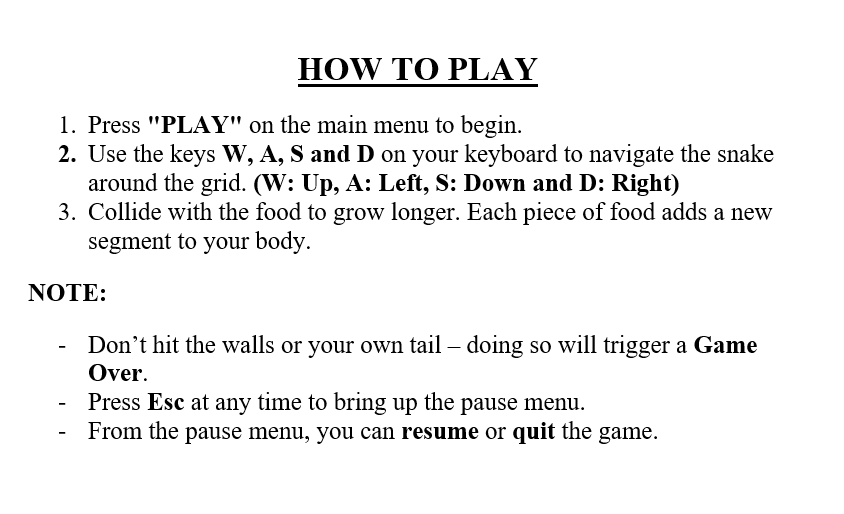 HOW TO PLAY
1. Press "PLAY" on the main menu to begin.
2. Use the keys W, A, S and D on your keyboard to navigate the snake
around the grid. (W: Up, A: Left, S: Down and D: Right)
3. Collide with the food to grow longer. Each piece of food adds a new
segment to your body.
NOTE:
- Don’t hit the walls or your own tail – doing so will trigger a Game
Over.
- Press Esc at any time to bring up the pause menu.
- From the pause menu, you can resume or quit the game.